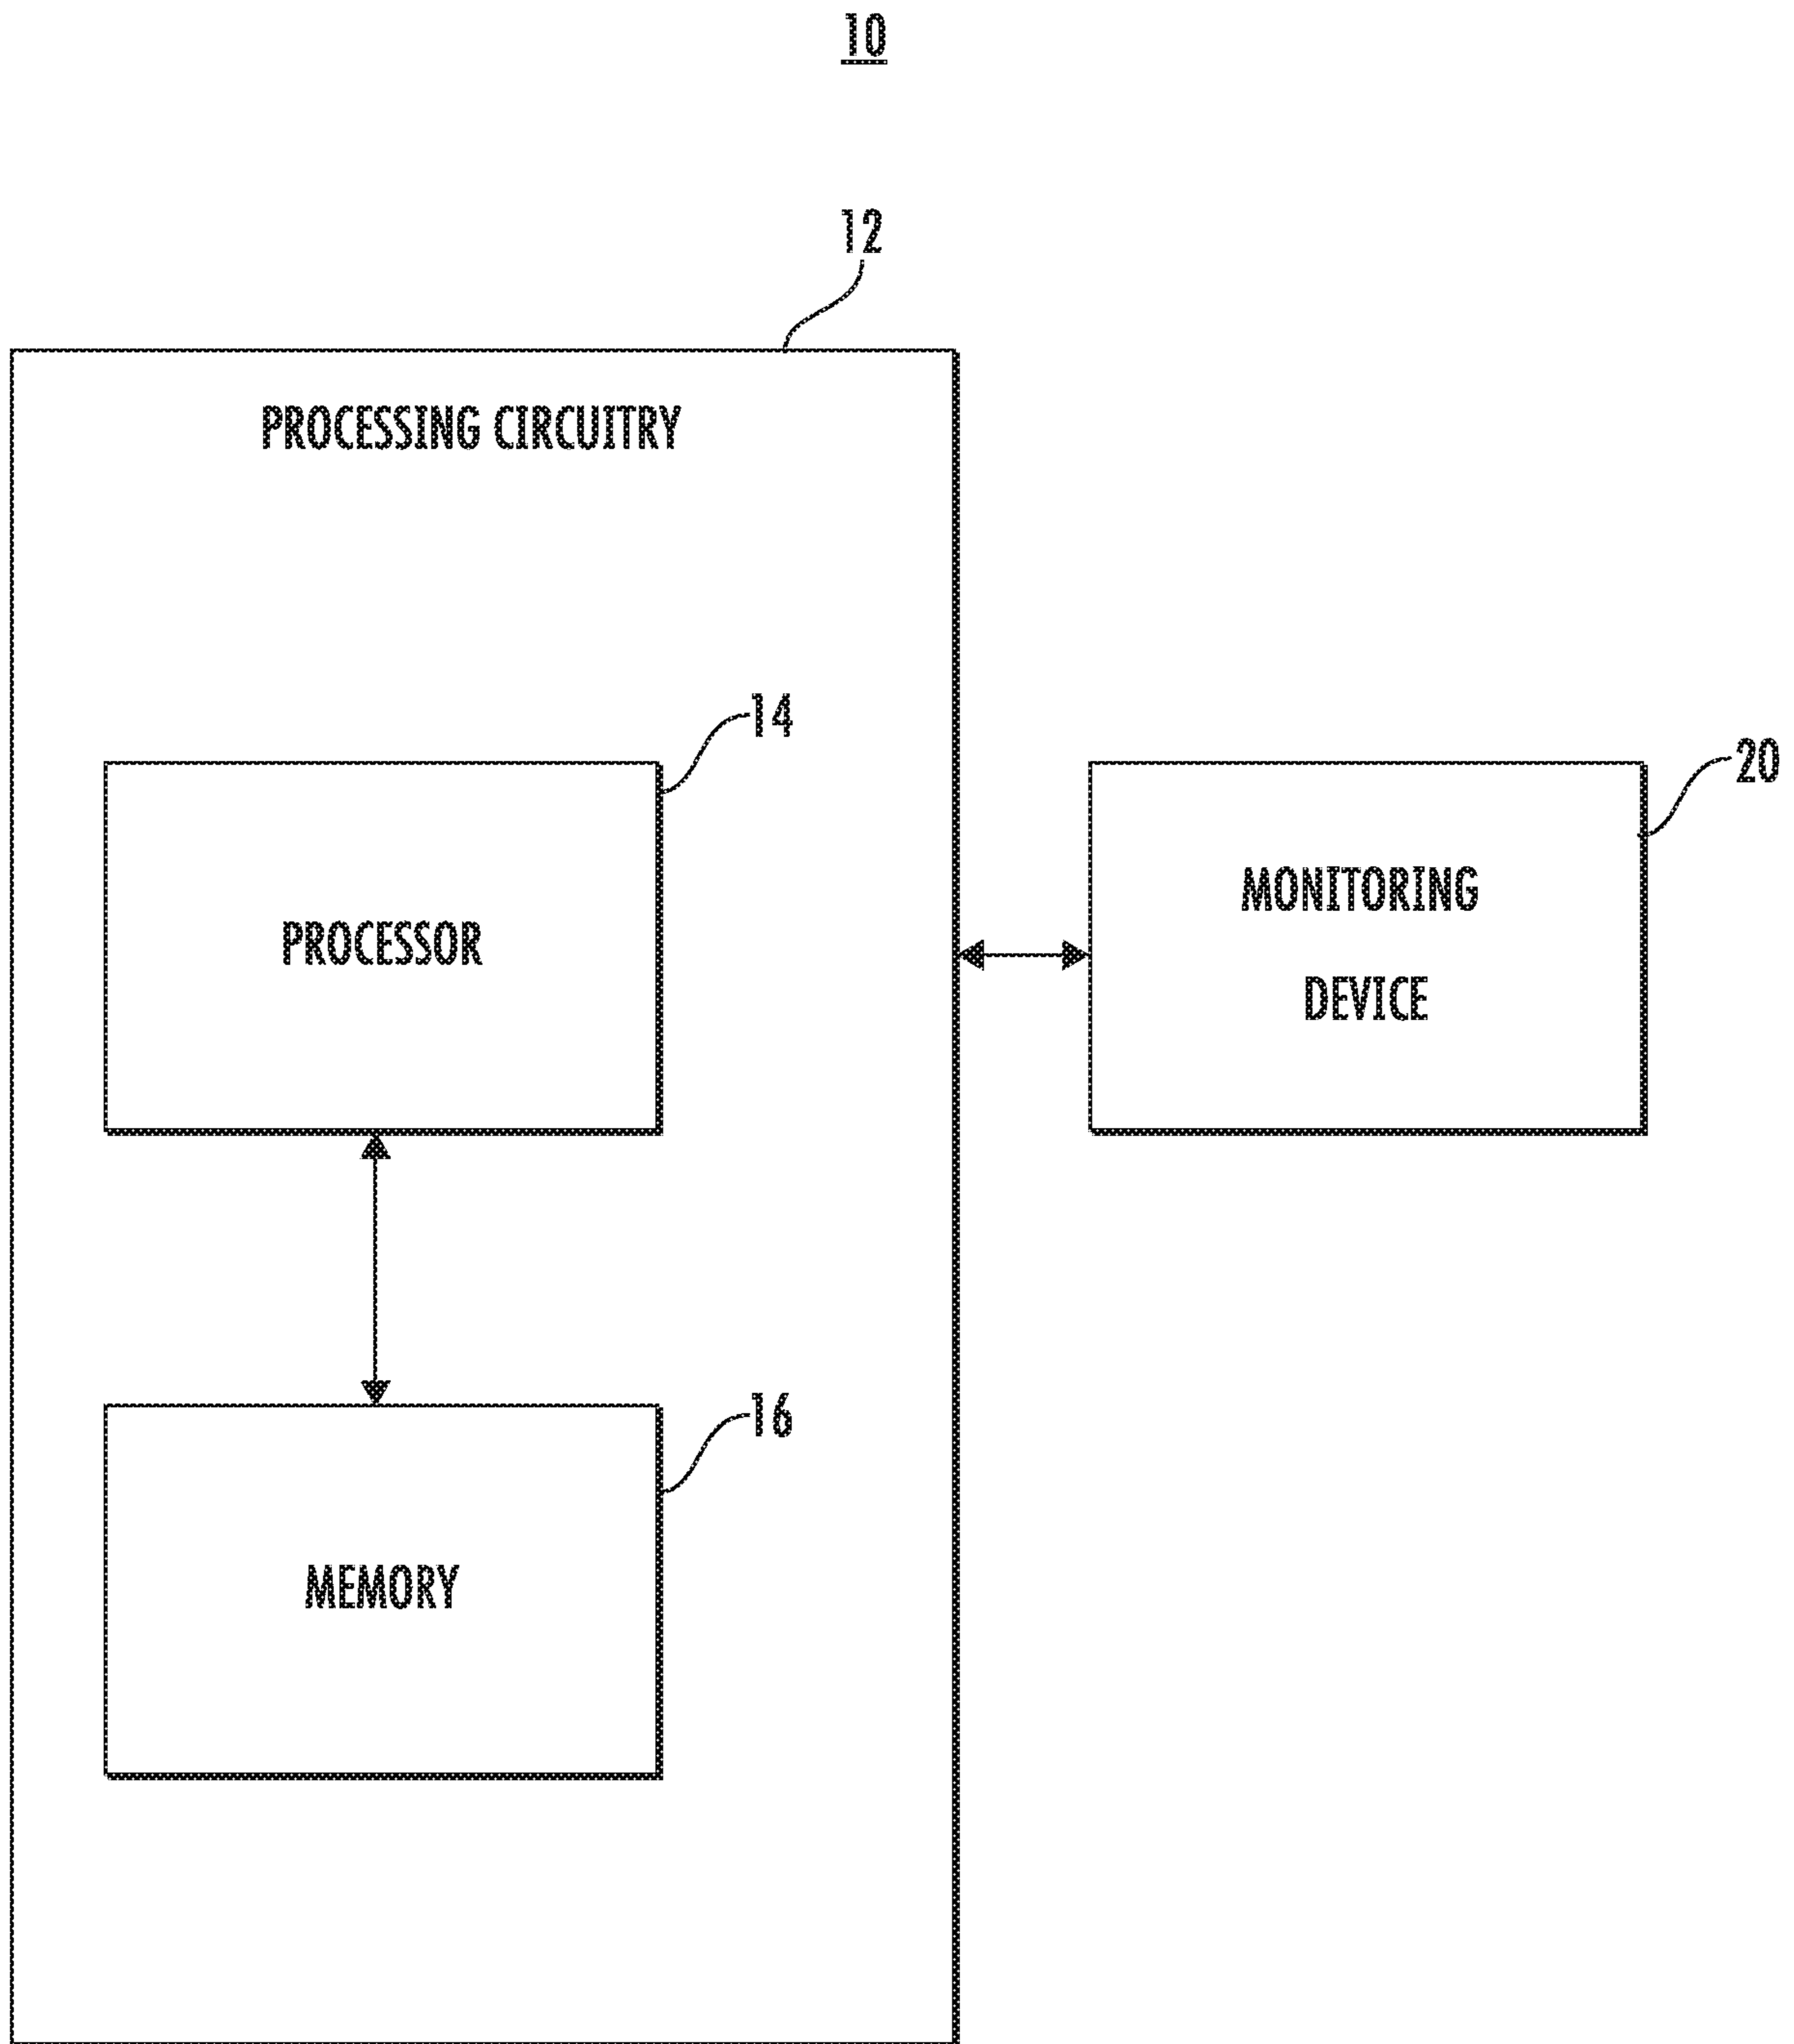 10
12
PROCESSING CIRCUITRY
14
20
PROCESSOR
MONITORING
DEVICE
16
MEMORY